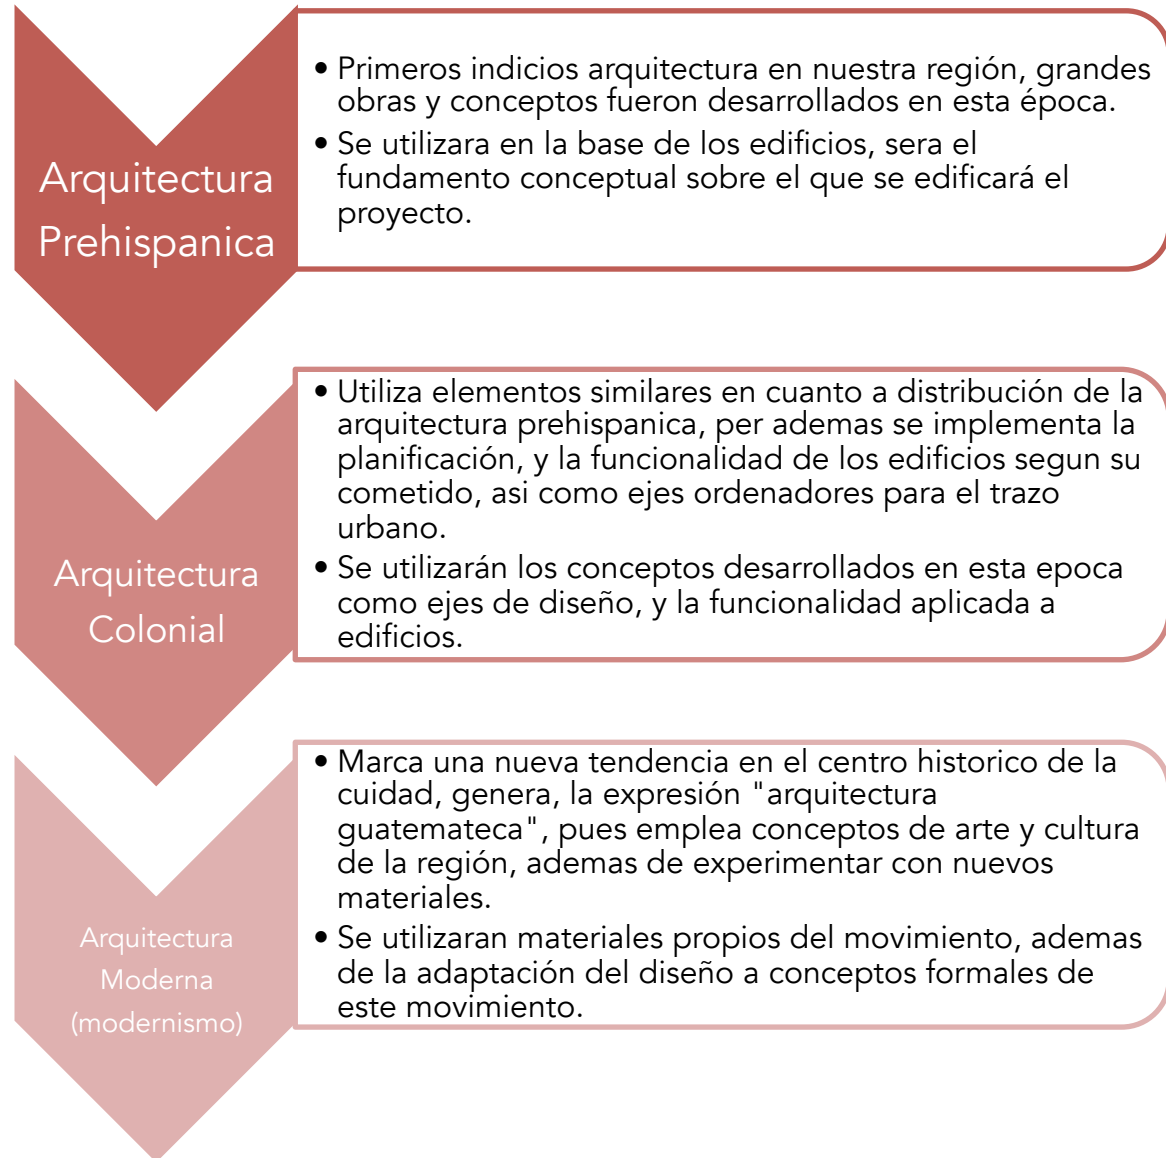 Arquitectura
Prehispanica
• Primeros indicios arquitectura en nuestra región, grandes
obras y conceptos fueron desarrollados en esta época.
• Se utilizara en la base de los edificios, sera el
fundamento conceptual sobre el que se edificará el
proyecto.
Arquitectura
Colonial
• Utiliza elementos similares en cuanto a distribución de la
arquitectura prehispanica, per ademas se implementa la
planificación, y la funcionalidad de los edificios segun su
cometido, asi como ejes ordenadores para el trazo
urbano.
• Se utilizarán los conceptos desarrollados en esta epoca
como ejes de diseño, y la funcionalidad aplicada a
edificios.
Arquitectura
Moderna
(modernismo)
• Marca una nueva tendencia en el centro historico de la
cuidad, genera, la expresión "arquitectura
guatemateca", pues emplea conceptos de arte y cultura
de la región, ademas de experimentar con nuevos
materiales.
• Se utilizaran materiales propios del movimiento, ademas
de la adaptación del diseño a conceptos formales de
este movimiento.